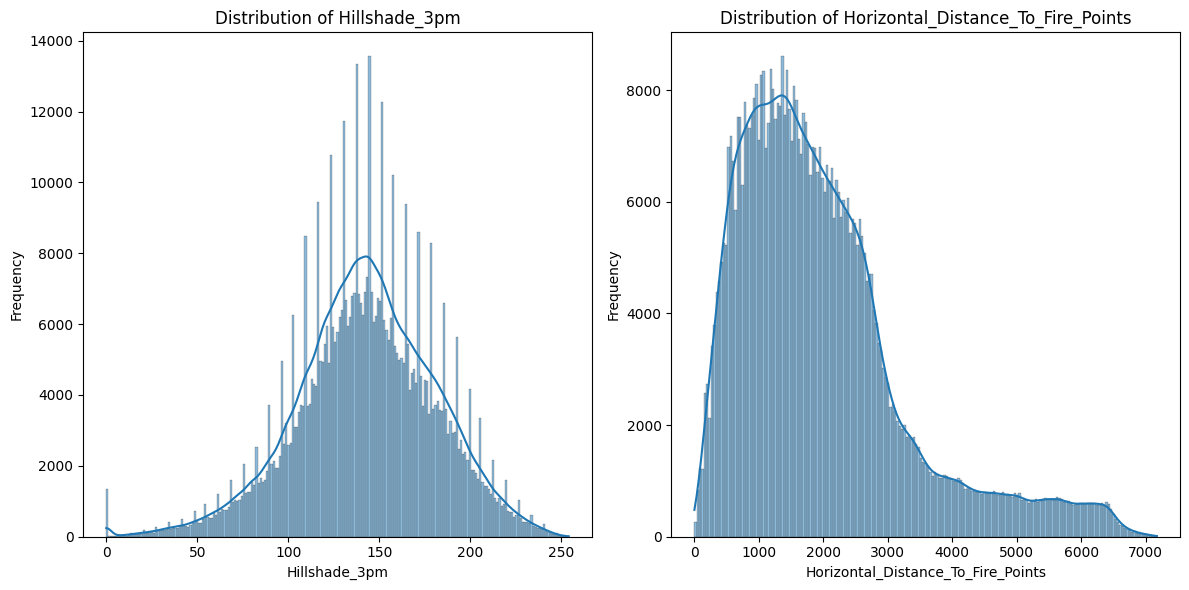 Distribution of Hillshade_3pm
14000
12000
10000
8000
6000
4000
2000
0
Frequency
0 50 100 150 200 250
Hillshade_3pm
Distribution of Horizontal_Distance_To_Fire_Points
8000
6000
4000
2000
0
Frequency
0 1000 2000 3000 4000 5000 6000 7000
Horizontal_Distance_To_Fire_Points